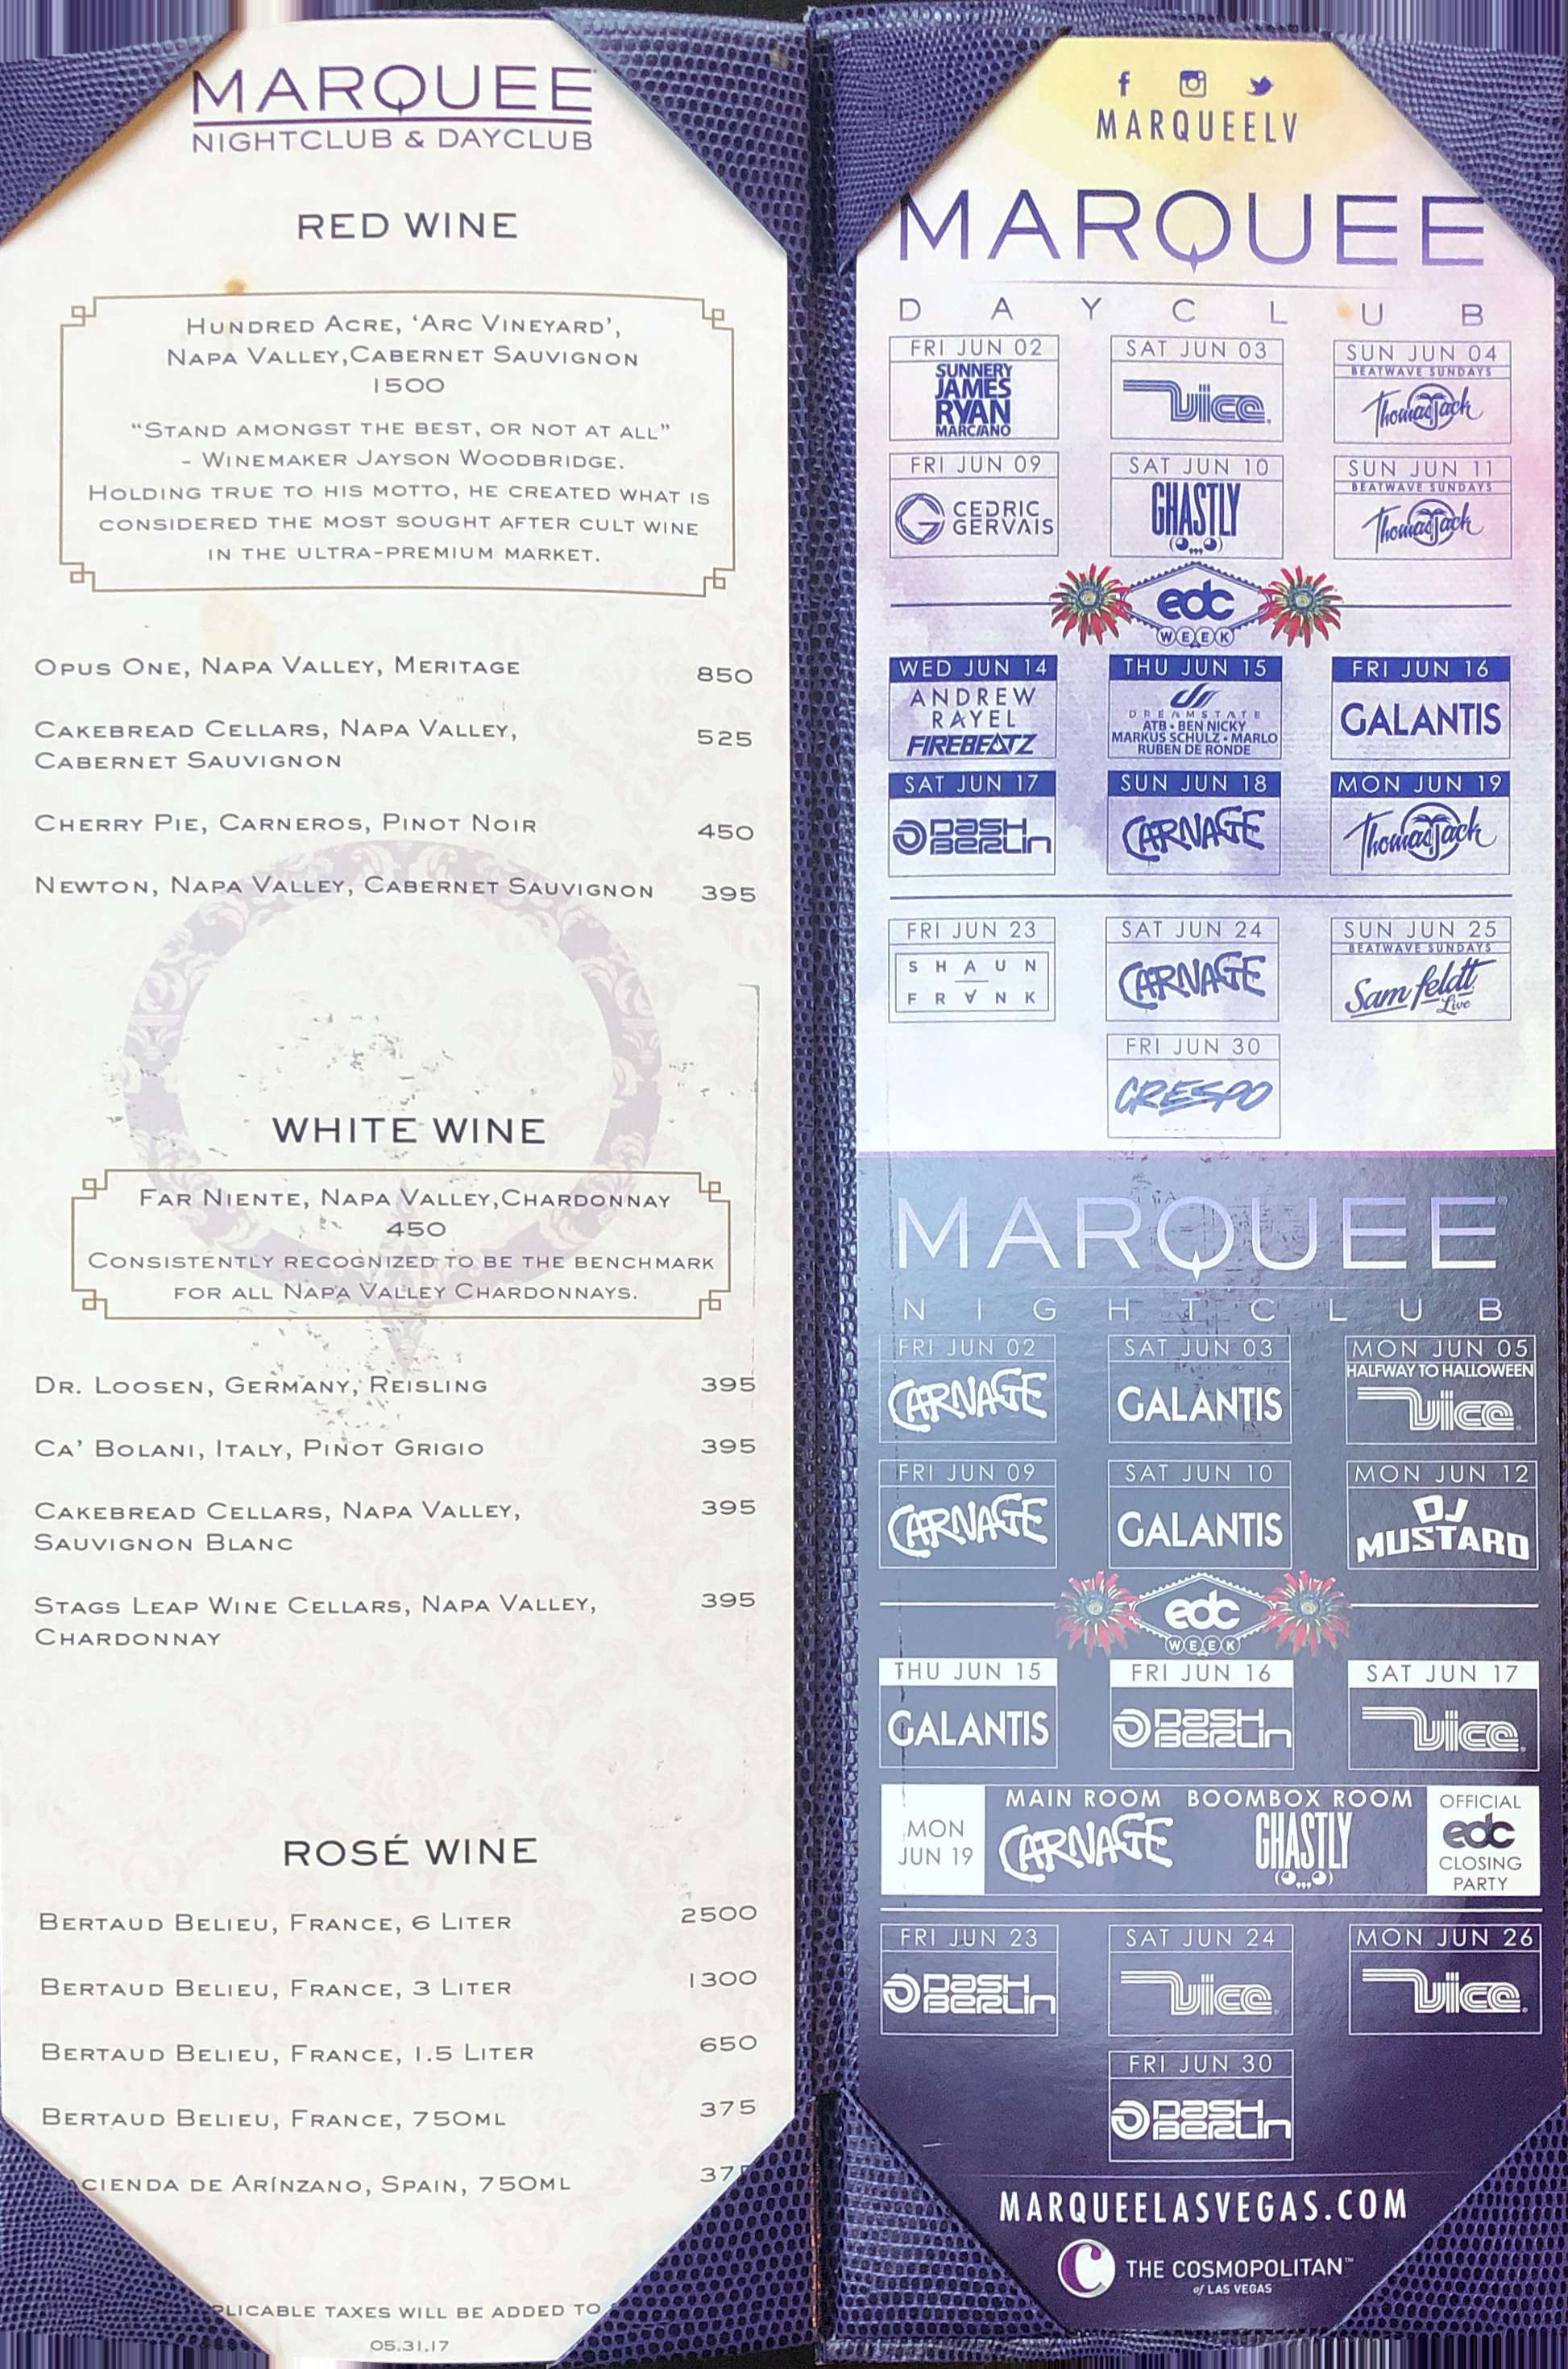 MARQUEE
NIGHTCLUB & DAYCLUB
RED WINE
HUNDRED ACRE, 'ARC VINEYARD',
NAPA VALLEY,CABERNET SAUVIGNON
1500
"STAND AMONGST THE BEST, OR NOT AT ALL"
- WINEMAKER JAYSON WOODBRIDGE.
HOLDING TRUE TO HIS MOTTO, HE CREATED WHAT IS
CONSIDERED THE MOST SOUGHT AFTER CULT WINE
IN THE ULTRA-PREMIUM MARKET.
OPUS ONE, NAPA VALLEY, MERITAGE 850
CAKEBREAD CELLARS, NAPA VALLEY, 525
CABERNET SAUVIGNON
CHERRY PIE, CARNEROS, PINOT NOIR 450
NEWTON, NAPA VALLEY, CABERNET SAUVIGNON 395
WHITE WINE
FAR NIENTE, NAPA VALLEY,CHARDONNAY
450
CONSISTENTLY RECOGNIZED TO BE THE BENCHMARK
FOR ALL NAPA VALLEY CHARDONNAYS.
DR. LOOSEN, GERMANY, REISLING 395
CA' BOLANI, ITALY, PINOT GRIGIO 395
CAKEBREAD CELLARS, NAPA VALLEY, 395
SAUVIGNON BLANC
STAGS LEAP WINE CELLARS, NAPA VALLEY, 395
CHARDONNAY
ROSÉ WINE
BERTAUD BELIEU, FRANCE, 6 LITER 2500
BERTAUD BELIEU, FRANCE, 3 LITER 1300
BERTAUD BELIEU, FRANCE, 1.5 LITER 650
BERTAUD BELIEU, FRANCE, 750ML 375
CIENDA DE ARÍNZANO, SPAIN, 750ML 37
PLICABLE TAXES WILL BE ADDED TO
05.31.17
MARQUEELV
MARQUEE
DAYCLUB
FRI JUN 02
SUNNERY
JAMES
RYAN
MARCIANO
SAT JUN 03
Vice
SUN JUN 04
BEATWAVE SUNDAYS
Thomas Jack
FRI JUN 09
CEDRIC
GERVAIS
SAT JUN 10
GHASTLY
SUN JUN 11
BEATWAVE SUNDAYS
Thomas Jack
edc
WEEK
WED JUN 14
ANDREW
RAYEL
FIREBEATZ
THU JUN 15
DREAMSTATE
ATB • BEN NICKY
MARKUS SCHULZ • MARLO
RUBEN DE RONDE
FRI JUN 16
GALANTIS
SAT JUN 17
DASH
BERLIN
SUN JUN 18
CARNAGE
MON JUN 19
Thomas Jack
FRI JUN 23
SHAUN
FRANK
SAT JUN 24
CARNAGE
SUN JUN 25
BEATWAVE SUNDAYS
Sam feldt
Live
FRI JUN 30
CRESPO
MARQUEE
NIGHTCLUB
FRI JUN 02
CARNAGE
SAT JUN 03
GALANTIS
MON JUN 05
HALFWAY TO HALLOWEEN
Vice
FRI JUN 09
CARNAGE
SAT JUN 10
GALANTIS
MON JUN 12
DJ
MUSTARD
edc
WEEK
THU JUN 15
GALANTIS
FRI JUN 16
DASH
BERLIN
SAT JUN 17
Vice
MON
JUN 19
MAIN ROOM
CARNAGE
BOOMBOX ROOM
GHASTLY
OFFICIAL
edc
CLOSING
PARTY
FRI JUN 23
DASH
BERLIN
SAT JUN 24
Vice
MON JUN 26
Vice
FRI JUN 30
DASH
BERLIN
MARQUEELASVEGAS.COM
THE COSMOPOLITAN™
of LAS VEGAS